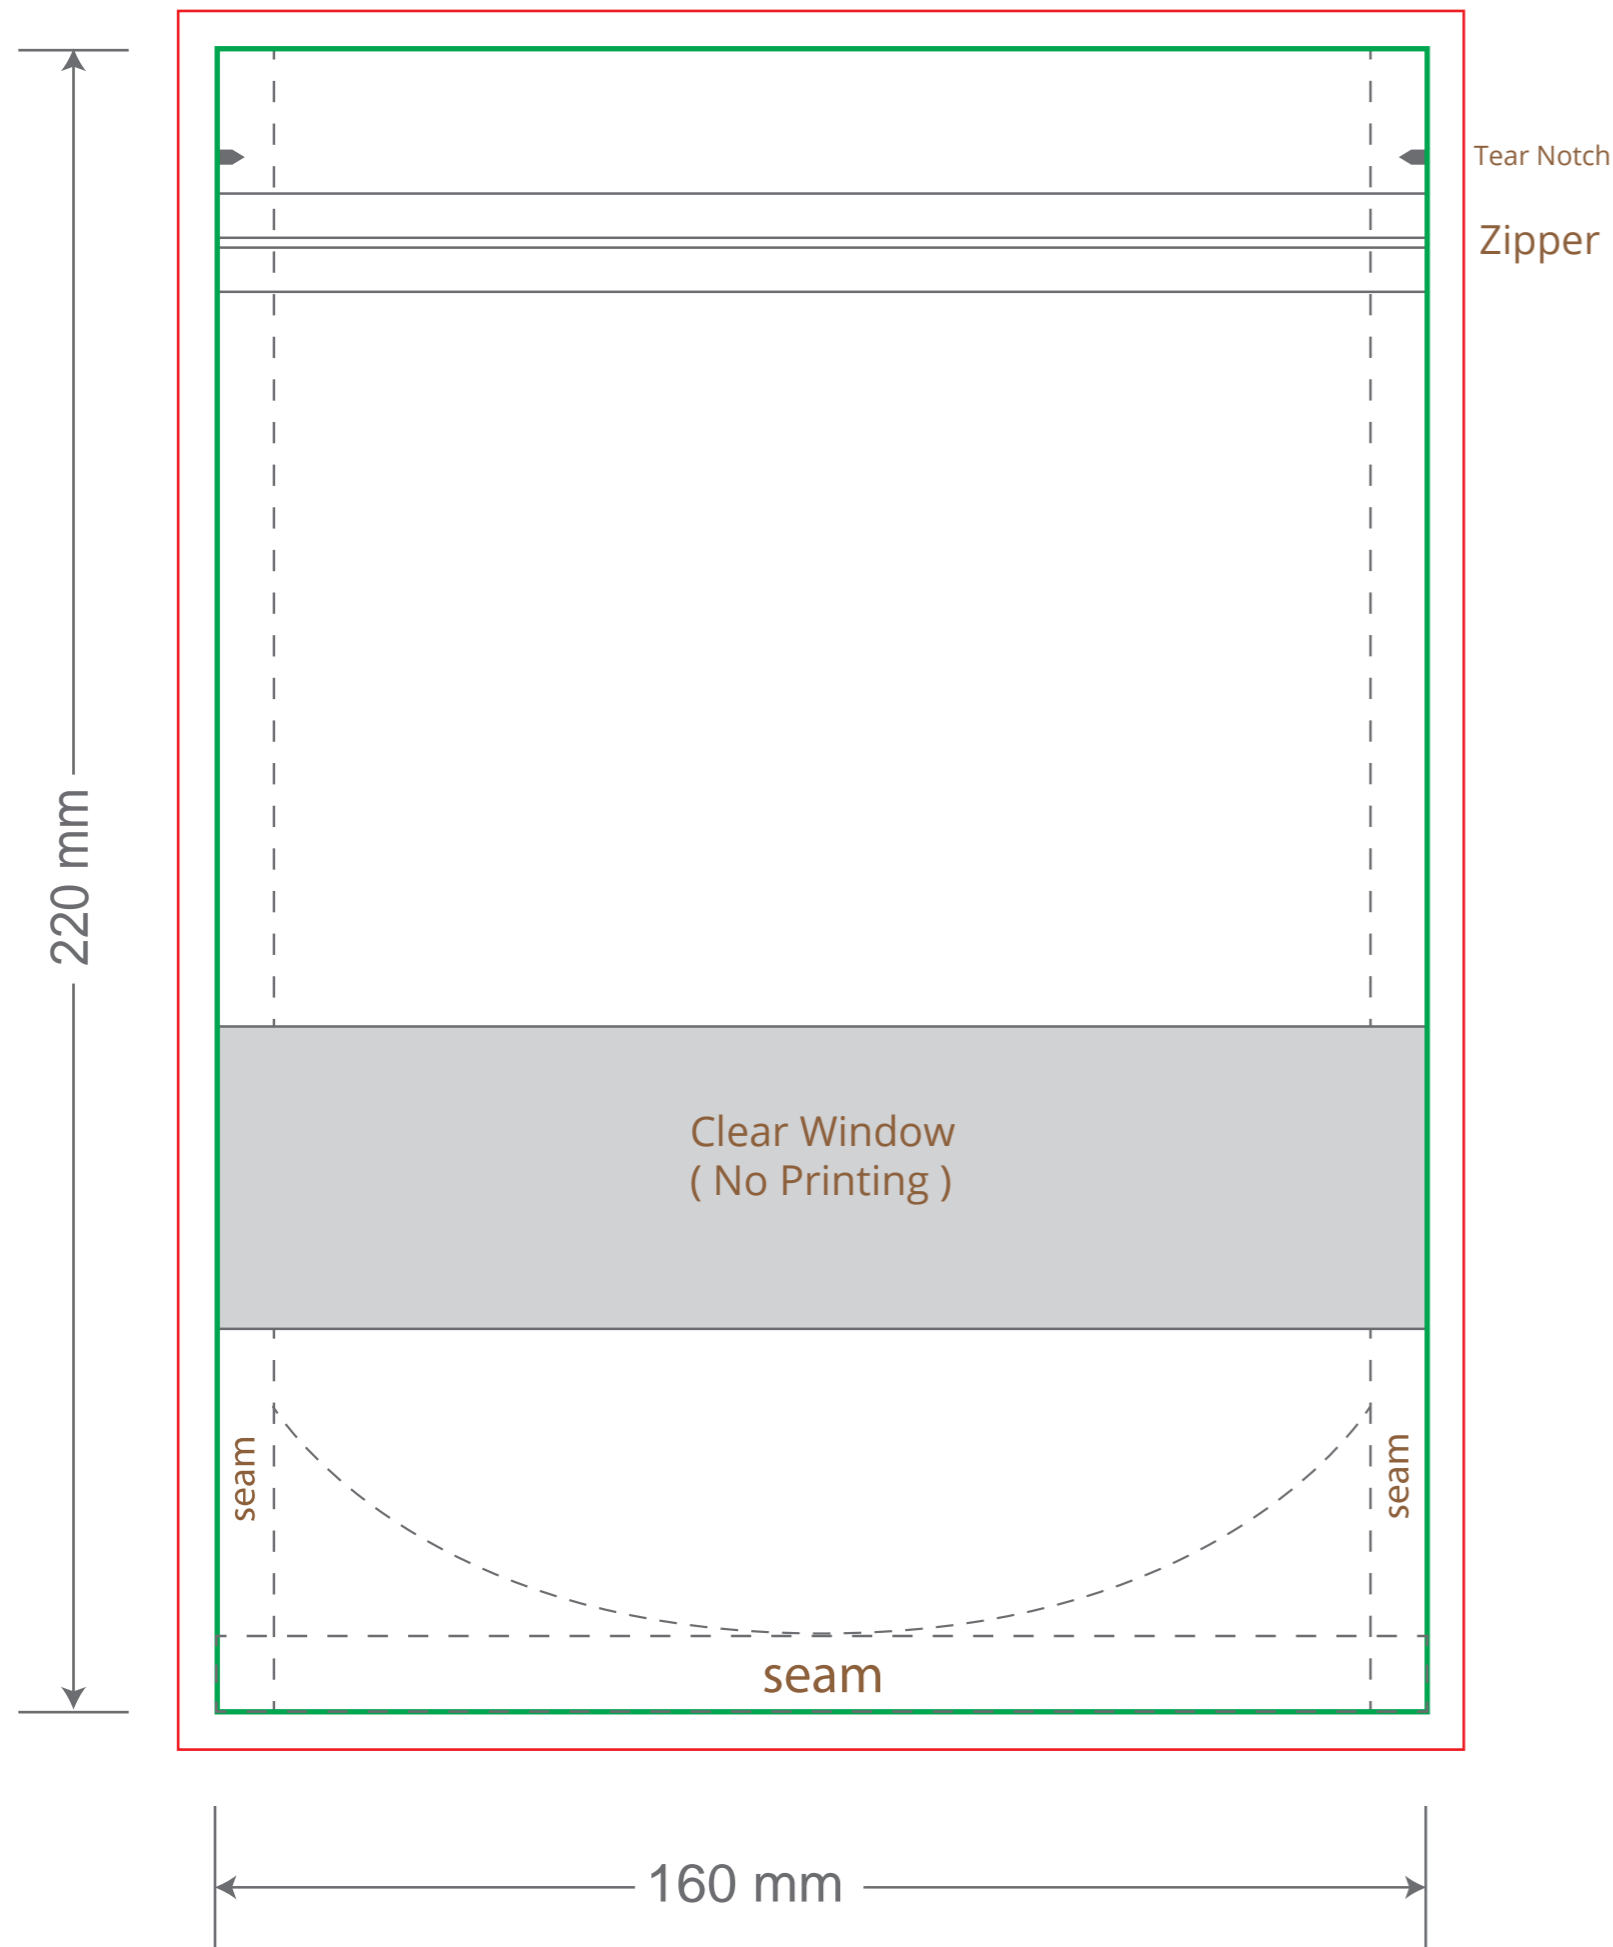 Tear Notch
Zipper
220 mm
Clear Window
( No Printing )
seam
seam
seam
160 mm